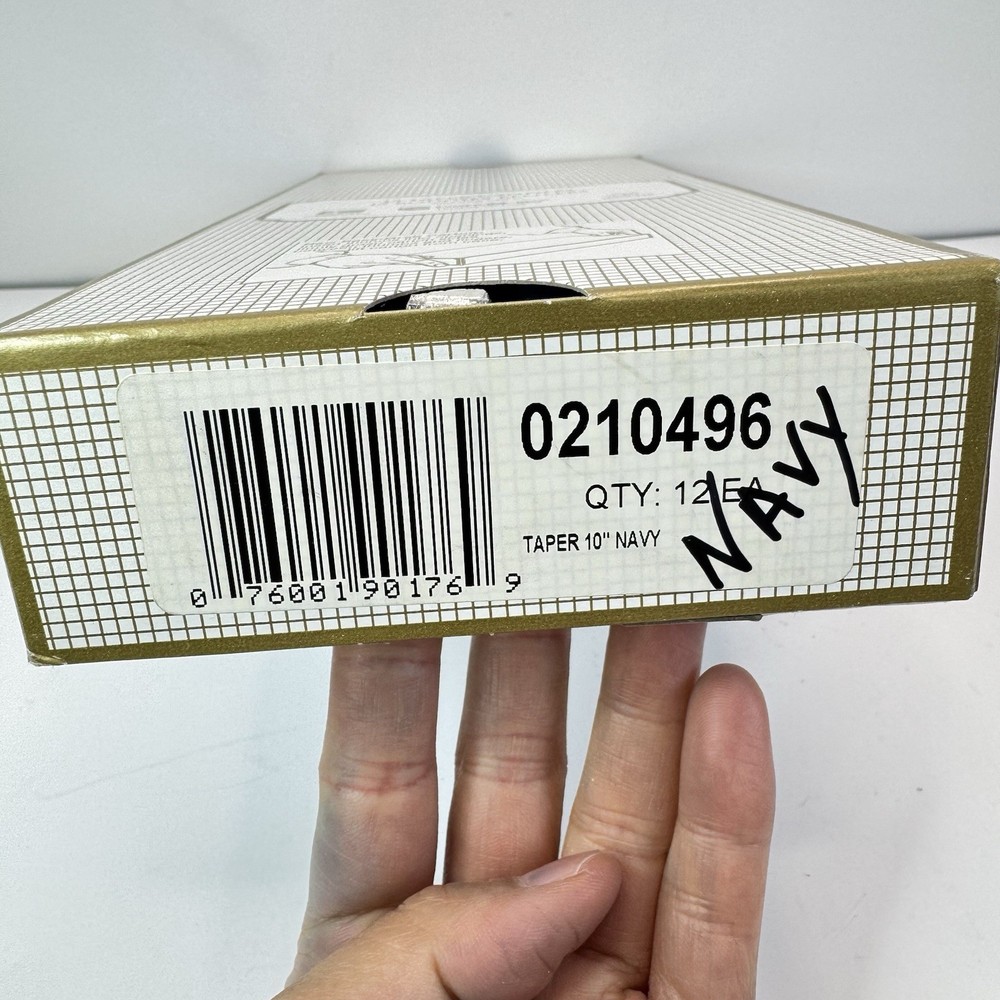 0210496
QTY: 12/EA
TAPER 10" NAVY
NAVY
0 76001 90176 9